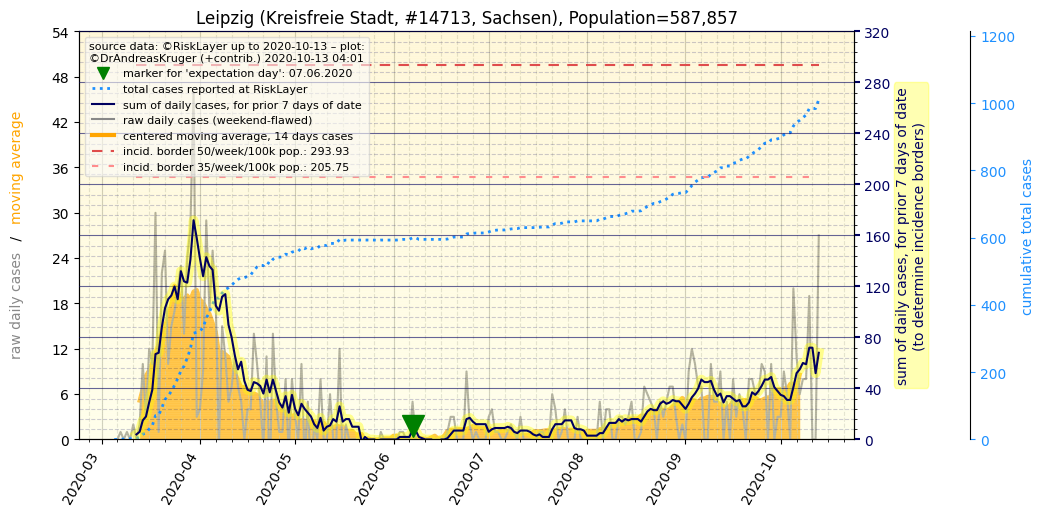 Leipzig (Kreisfreie Stadt, #14713, Sachsen), Population=587,857
source data: ©RiskLayer up to 2020-10-13 – plot:
©DrAndreasKruger (+contrib.) 2020-10-13 04:01
marker for 'expectation day': 07.06.2020
total cases reported at RiskLayer
sum of daily cases, for prior 7 days of date
raw daily cases (weekend-flawed)
centered moving average, 14 days cases
incid. border 50/week/100k pop.: 293.93
incid. border 35/week/100k pop.: 205.75
raw daily cases / moving average
54
48
42
36
30
24
18
12
6
0
2020-03
2020-04
2020-05
2020-06
2020-07
2020-08
2020-09
2020-10
320
280
240
200
160
120
80
40
0
sum of daily cases, for prior 7 days of date
(to determine incidence borders)
1200
1000
800
600
400
200
0
cumulative total cases